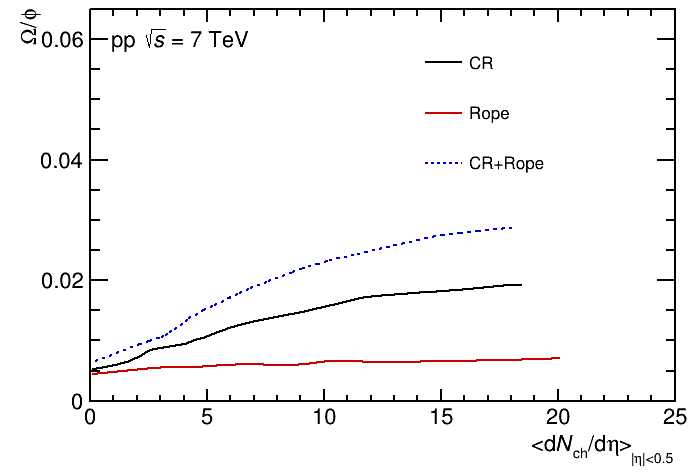 Ω/φ
0.06
0.04
0.02
0
pp √s = 7 TeV
CR
Rope
CR+Rope
0 5 10 15 20 25
<dNch/dη>|η|<0.5